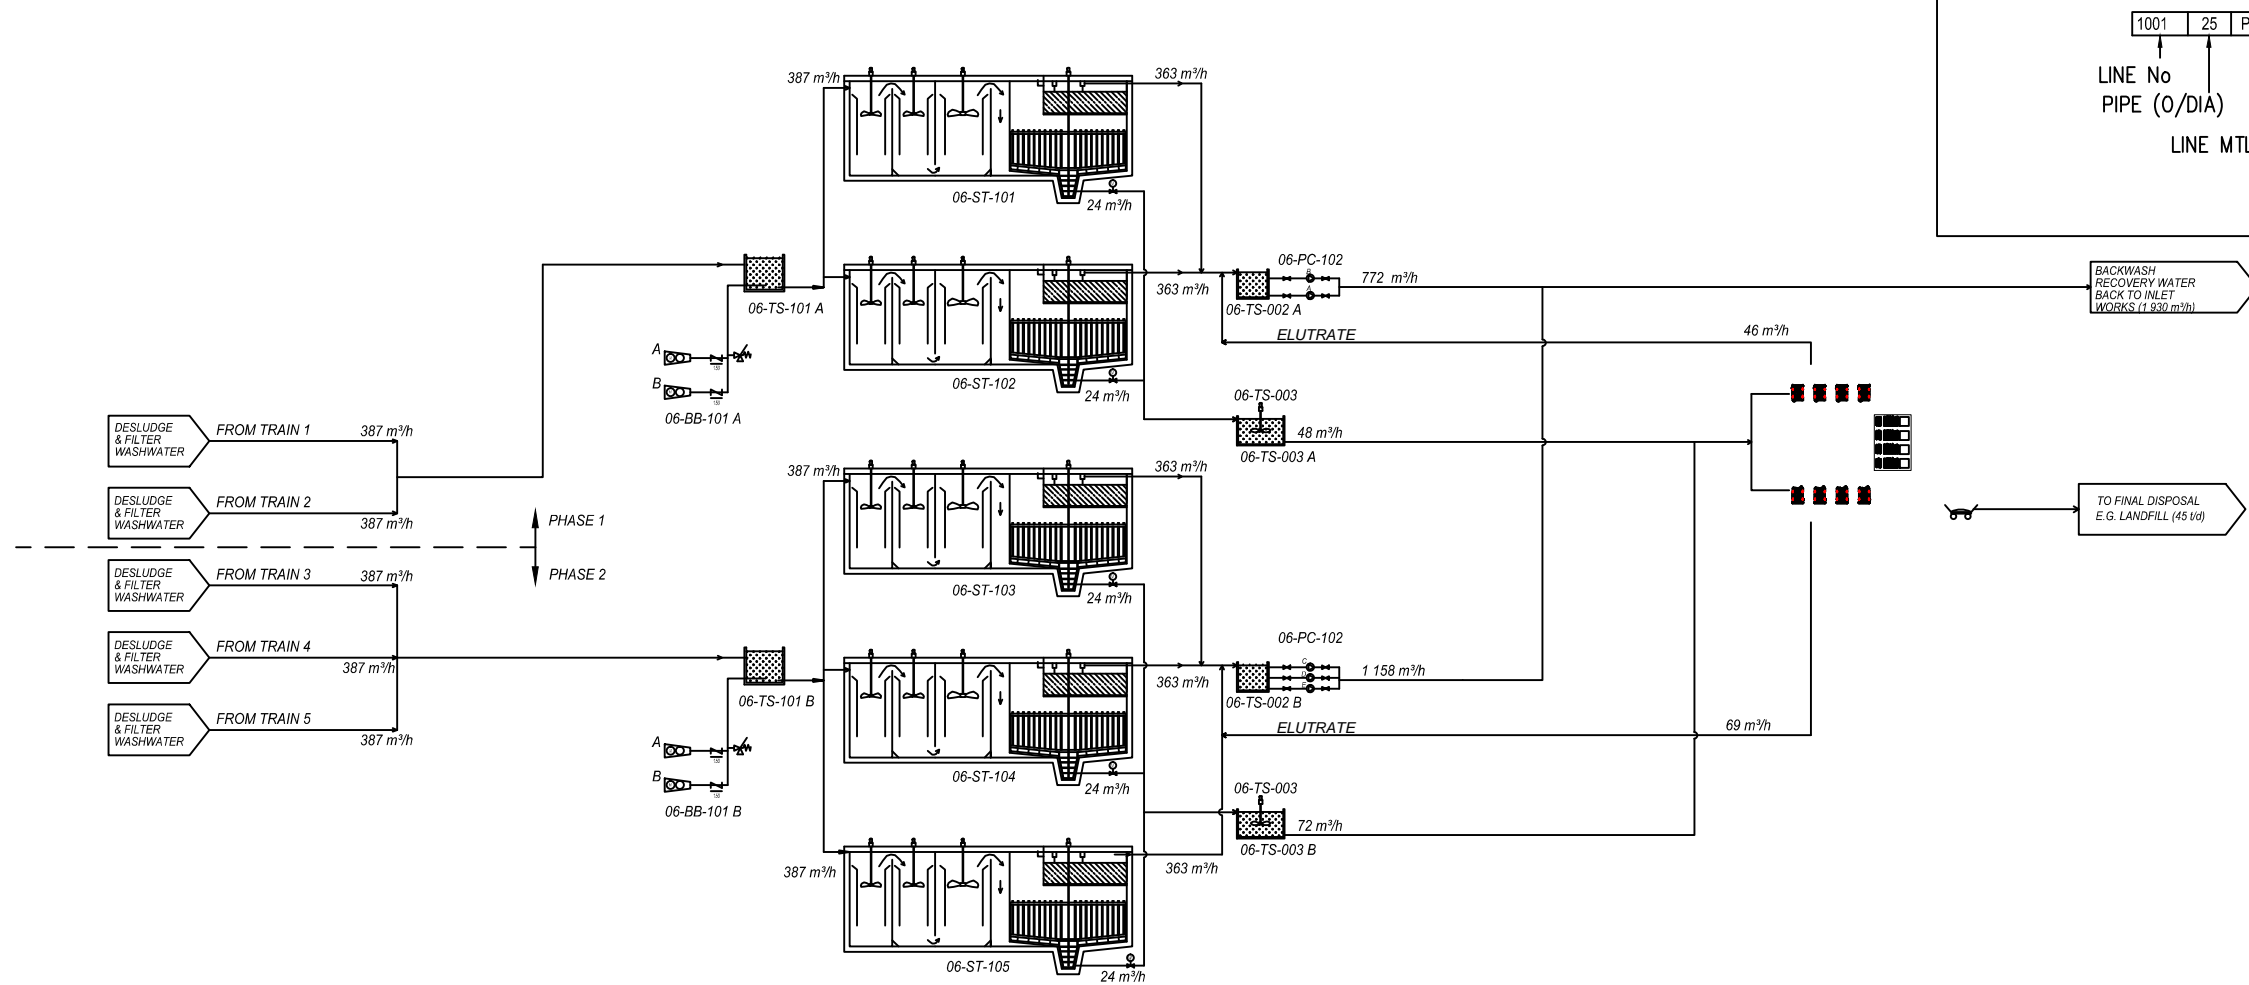 1001 25 P
LINE No
PIPE (O/DIA)
LINE MTL
387 m³/h
363 m³/h
06-ST-101
24 m³/h
06-TS-101 A
363 m³/h
06-ST-102
24 m³/h
06-PC-102
B
A
772 m³/h
06-TS-002 A
ELUTRATE
46 m³/h
BACKWASH
RECOVERY WATER
BACK TO INLET
WORKS (1 930 m³/h)
A
B
06-BB-101 A
06-TS-003
48 m³/h
06-TS-003 A
DESLUDGE
& FILTER
WASHWATER
FROM TRAIN 1
387 m³/h
DESLUDGE
& FILTER
WASHWATER
FROM TRAIN 2
387 m³/h
PHASE 1
PHASE 2
DESLUDGE
& FILTER
WASHWATER
FROM TRAIN 3
387 m³/h
DESLUDGE
& FILTER
WASHWATER
FROM TRAIN 4
387 m³/h
DESLUDGE
& FILTER
WASHWATER
FROM TRAIN 5
387 m³/h
387 m³/h
363 m³/h
06-ST-103
24 m³/h
TO FINAL DISPOSAL
E.G. LANDFILL (45 t/d)
06-TS-101 B
363 m³/h
06-ST-104
24 m³/h
06-PC-102
C
D
E
1 158 m³/h
06-TS-002 B
ELUTRATE
69 m³/h
A
B
06-BB-101 B
06-TS-003
72 m³/h
06-TS-003 B
387 m³/h
363 m³/h
06-ST-105
24 m³/h